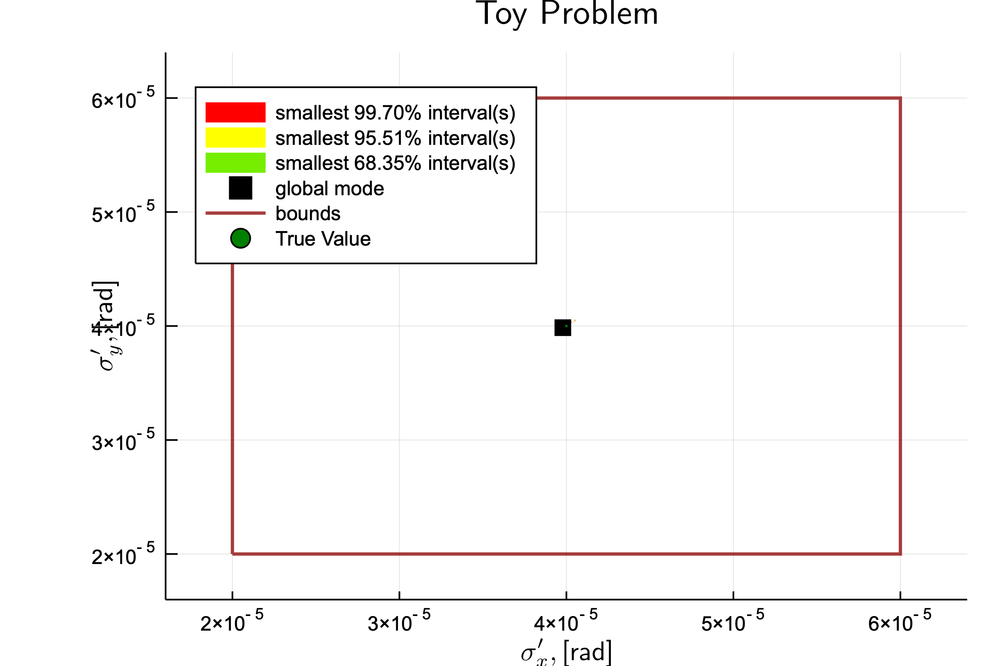 Toy Problem
6×10⁻⁵
smallest 99.70% interval(s)
smallest 95.51% interval(s)
smallest 68.35% interval(s)
global mode
bounds
True Value
5×10⁻⁵
4×10⁻⁵
σ′y, [rad]
3×10⁻⁵
2×10⁻⁵
2×10⁻⁵ 3×10⁻⁵ 4×10⁻⁵ 5×10⁻⁵ 6×10⁻⁵
σ′x, [rad]